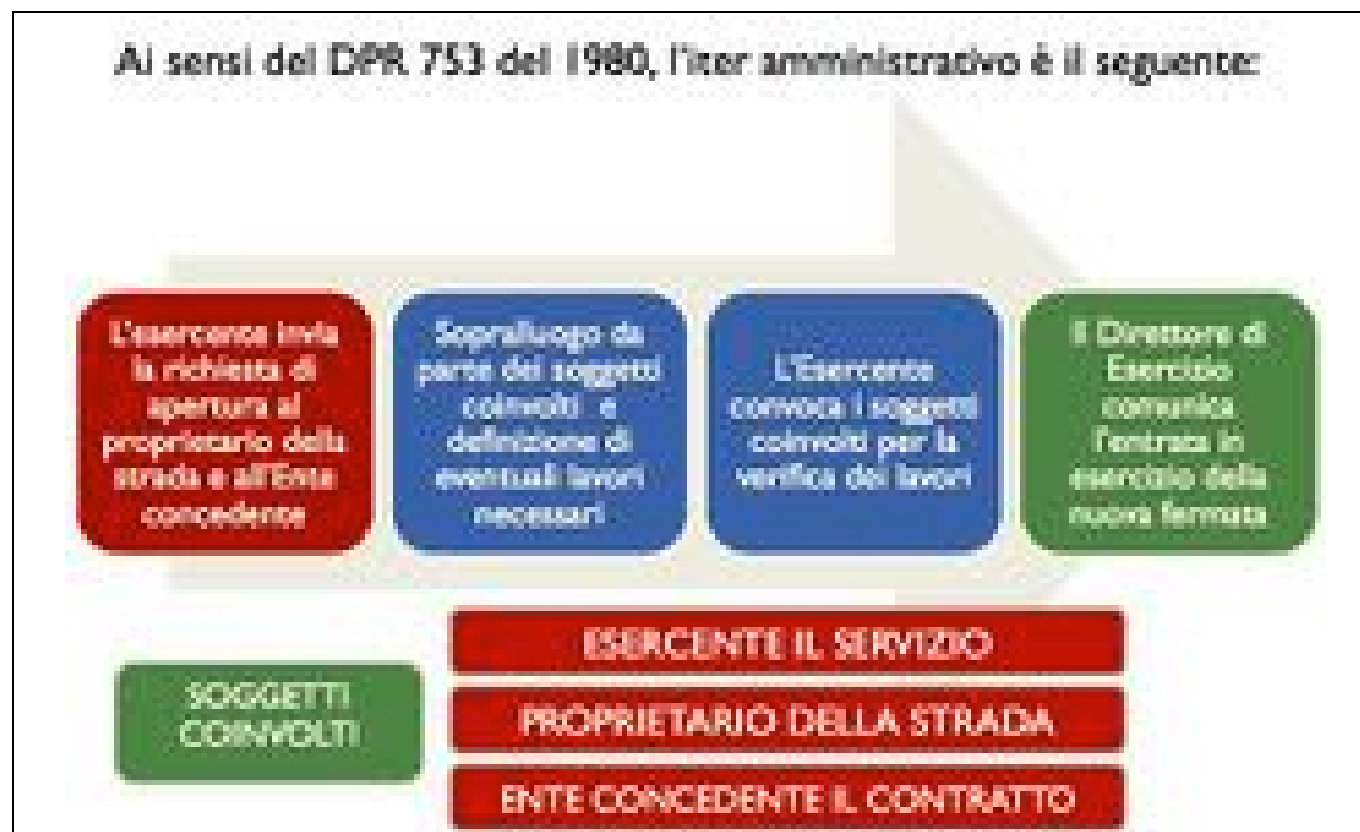 Ai sensi del DPR 753 del 1980, l'iter amministrativo è il seguente:
L'esercente invia
la richiesta di
apertura al
proprietario della
strada e all'Ente
concedente
Sopralluogo da
parte dei soggetti
coinvolti e
definizione di
eventuali lavori
necessari
L'Esercente
convoca i soggetti
coinvolti per la
verifica dei lavori
Il Direttore di
Esercizio
comunica
l'entrata in
esercizio della
nuova fermata
SOGGETTI
COINVOLTI
ESERCENTE IL SERVIZIO
PROPRIETARIO DELLA STRADA
ENTE CONCEDENTE IL CONTRATTO